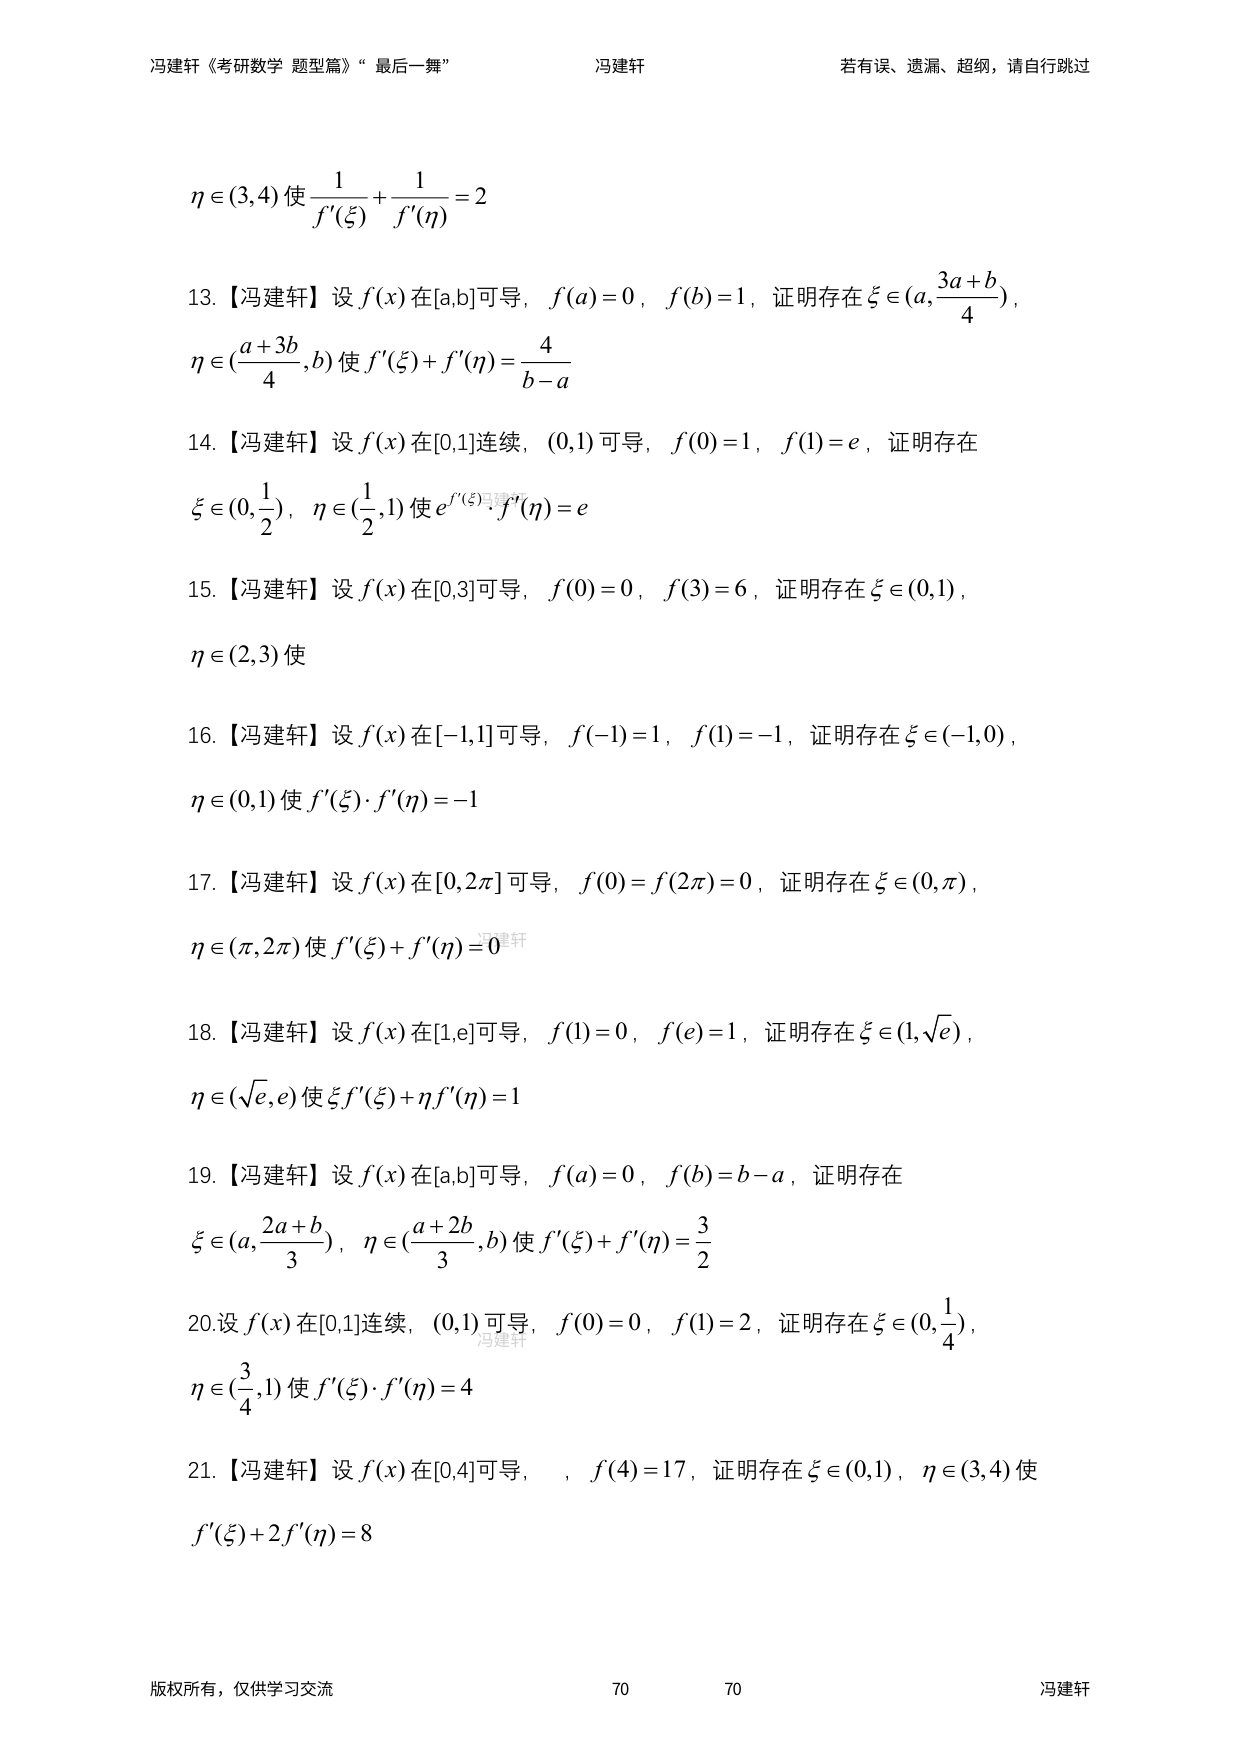 冯建轩《考研数学 题型篇》“ 最后一舞” 冯建轩 若有误、遗漏、超纲，请自行跳过
η∈(3,4) 使 1/f′(ξ) + 1/f′(η) = 2
13.【冯建轩】设 f(x) 在[a,b]可导， f(a)=0， f(b)=1，证明存在 ξ∈(a, (3a+b)/4)，
η∈((a+3b)/4, b) 使 f′(ξ)+f′(η)=4/(b−a)
14.【冯建轩】设 f(x) 在[0,1]连续， (0,1) 可导， f(0)=1， f(1)=e，证明存在
冯建轩
ξ∈(0,1/2)， η∈(1/2,1) 使 e^{f′(ξ)}·f′(η)=e
15.【冯建轩】设 f(x) 在[0,3]可导， f(0)=0， f(3)=6，证明存在 ξ∈(0,1)，
η∈(2,3) 使
16.【冯建轩】设 f(x) 在[−1,1]可导， f(−1)=1， f(1)=−1，证明存在 ξ∈(−1,0)，
η∈(0,1) 使 f′(ξ)·f′(η)=−1
17.【冯建轩】设 f(x) 在[0,2π]可导， f(0)=f(2π)=0，证明存在 ξ∈(0,π)，
冯建轩
η∈(π,2π) 使 f′(ξ)+f′(η)=0
18.【冯建轩】设 f(x) 在[1,e]可导， f(1)=0， f(e)=1，证明存在 ξ∈(1,√e)，
η∈(√e,e) 使 ξf′(ξ)+ηf′(η)=1
19.【冯建轩】设 f(x) 在[a,b]可导， f(a)=0， f(b)=b−a，证明存在
ξ∈(a, (2a+b)/3)， η∈((a+2b)/3, b) 使 f′(ξ)+f′(η)=3/2
20.设 f(x) 在[0,1]连续， (0,1) 可导， f(0)=0， f(1)=2，证明存在 ξ∈(0,1/4)，
冯建轩
η∈(3/4,1) 使 f′(ξ)·f′(η)=4
21.【冯建轩】设 f(x) 在[0,4]可导， ， f(4)=17，证明存在 ξ∈(0,1)， η∈(3,4) 使
f′(ξ)+2f′(η)=8
版权所有，仅供学习交流 70 70 冯建轩